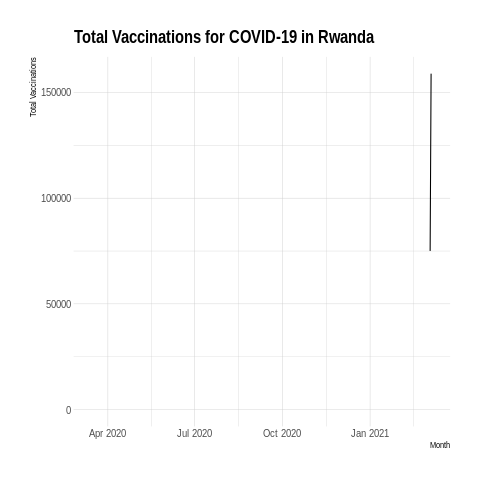 Total Vaccinations for COVID-19 in Rwanda
Total Vaccinations
150000
100000
50000
0
Apr 2020 Jul 2020 Oct 2020 Jan 2021
Month